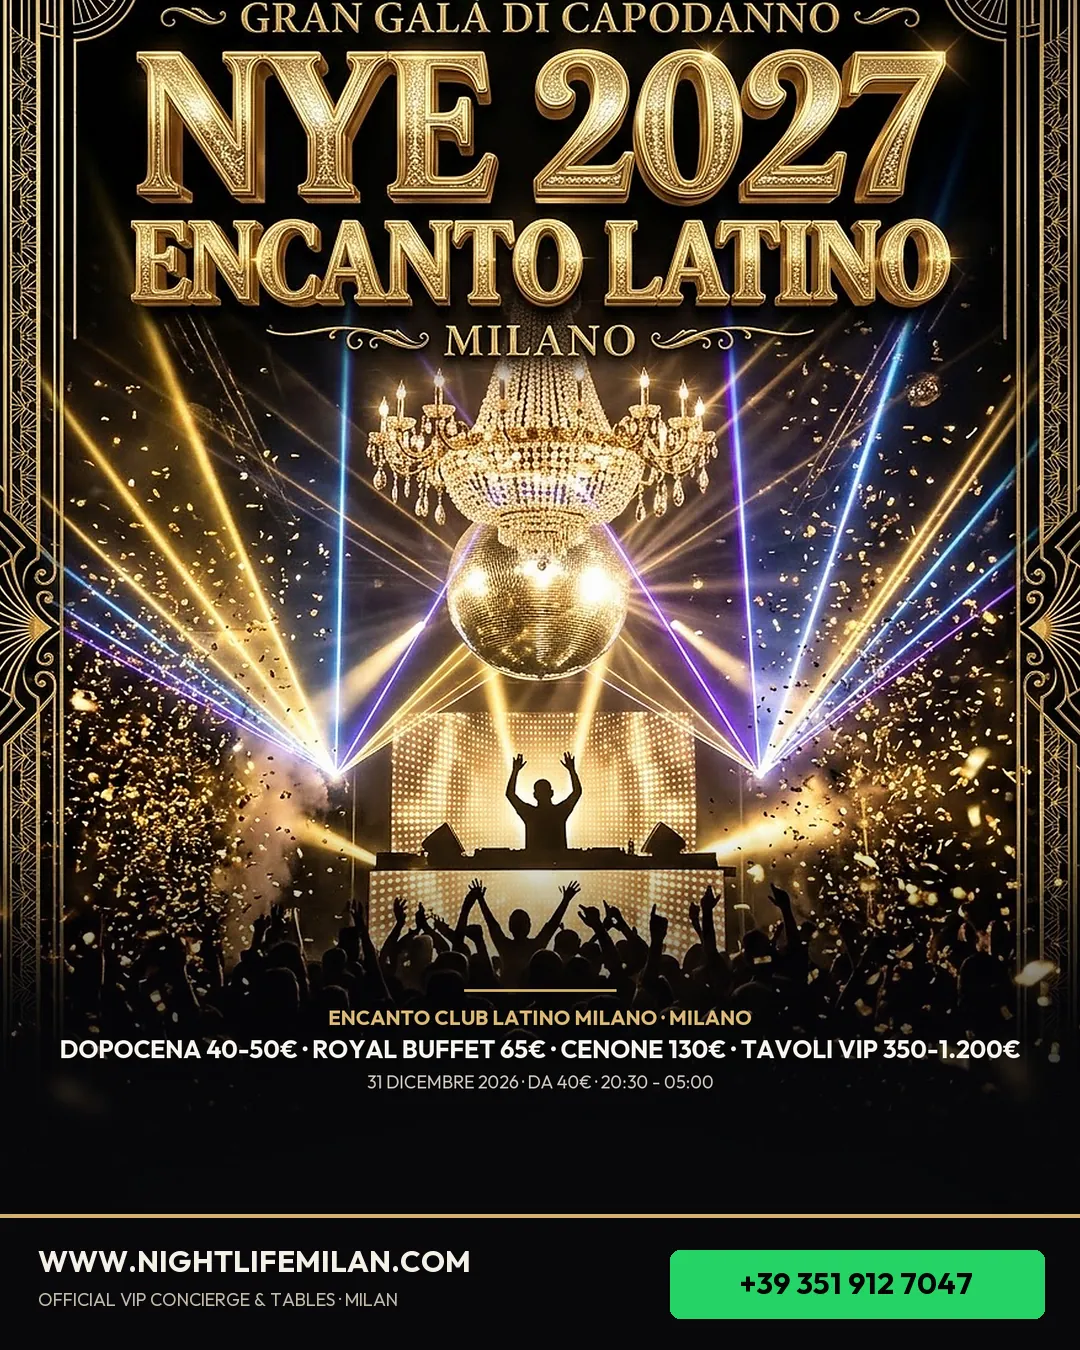 GRAN GALÀ DI CAPODANNO
NYE 2027
ENCANTO LATINO
MILANO
ENCANTO CLUB LATINO MILANO · MILANO
DOPOCENA 40-50€ · ROYAL BUFFET 65€ · CENONE 130€ · TAVOLI VIP 350-1.200€
31 DICEMBRE 2026 · DA 40€ · 20:30 - 05:00
WWW.NIGHTLIFEMILAN.COM
OFFICIAL VIP CONCIERGE & TABLES · MILAN
+39 351 912 7047